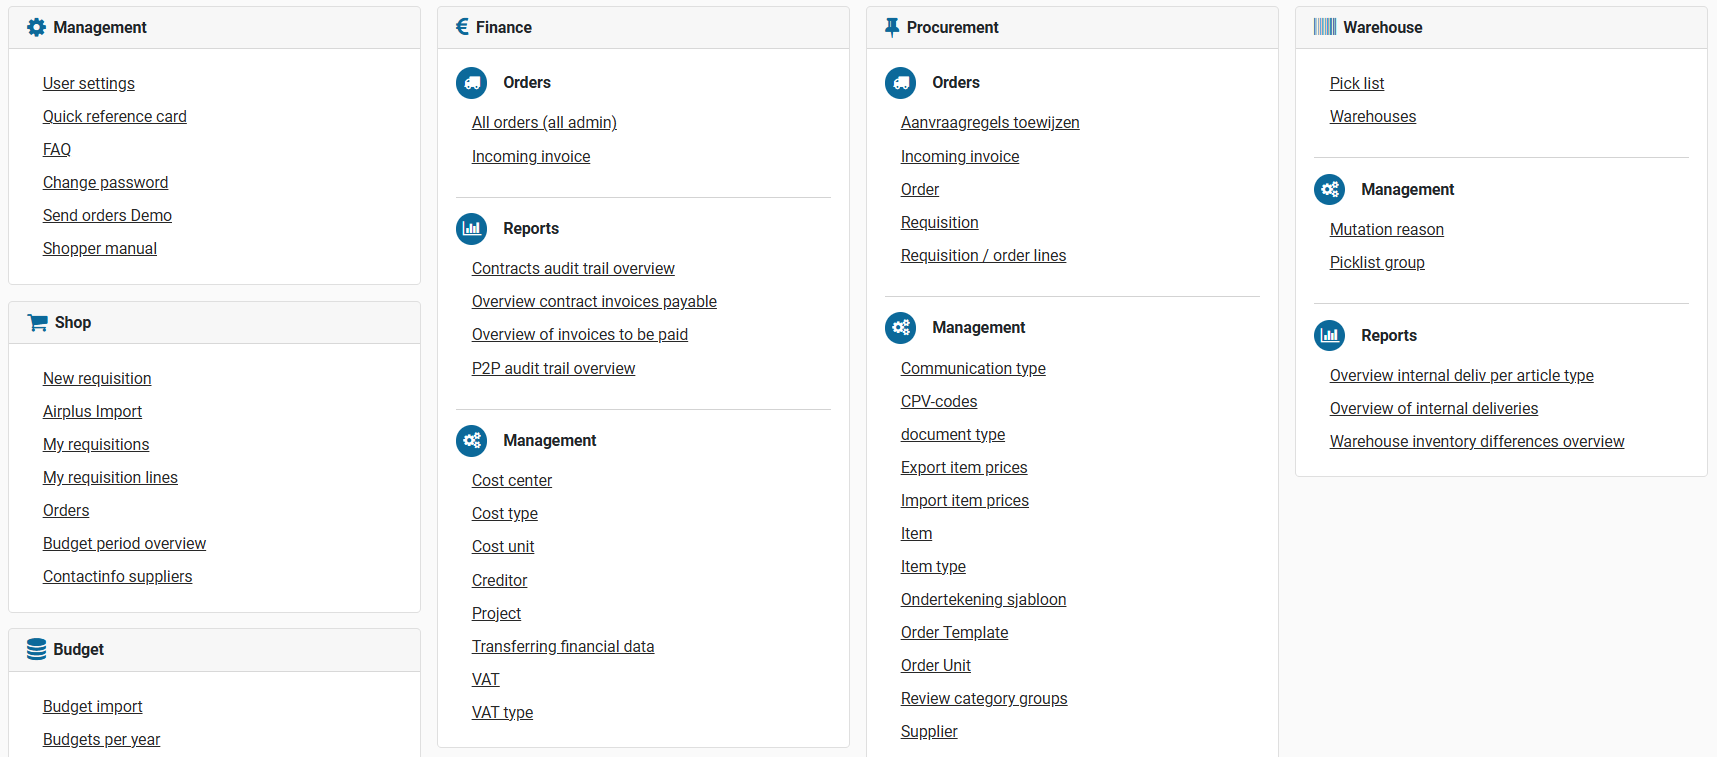 Management
User settings
Quick reference card
FAQ
Change password
Send orders Demo
Shopper manual
Shop
New requisition
Airplus Import
My requisitions
My requisition lines
Orders
Budget period overview
Contactinfo suppliers
Budget
Budget import
Budgets per year
Finance
Orders
All orders (all admin)
Incoming invoice
Reports
Contracts audit trail overview
Overview contract invoices payable
Overview of invoices to be paid
P2P audit trail overview
Management
Cost center
Cost type
Cost unit
Creditor
Project
Transferring financial data
VAT
VAT type
Procurement
Orders
Aanvraagregels toewijzen
Incoming invoice
Order
Requisition
Requisition / order lines
Management
Communication type
CPV-codes
document type
Export item prices
Import item prices
Item
Item type
Ondertekening sjabloon
Order Template
Order Unit
Review category groups
Supplier
Warehouse
Pick list
Warehouses
Management
Mutation reason
Picklist group
Reports
Overview internal deliv per article type
Overview of internal deliveries
Warehouse inventory differences overview